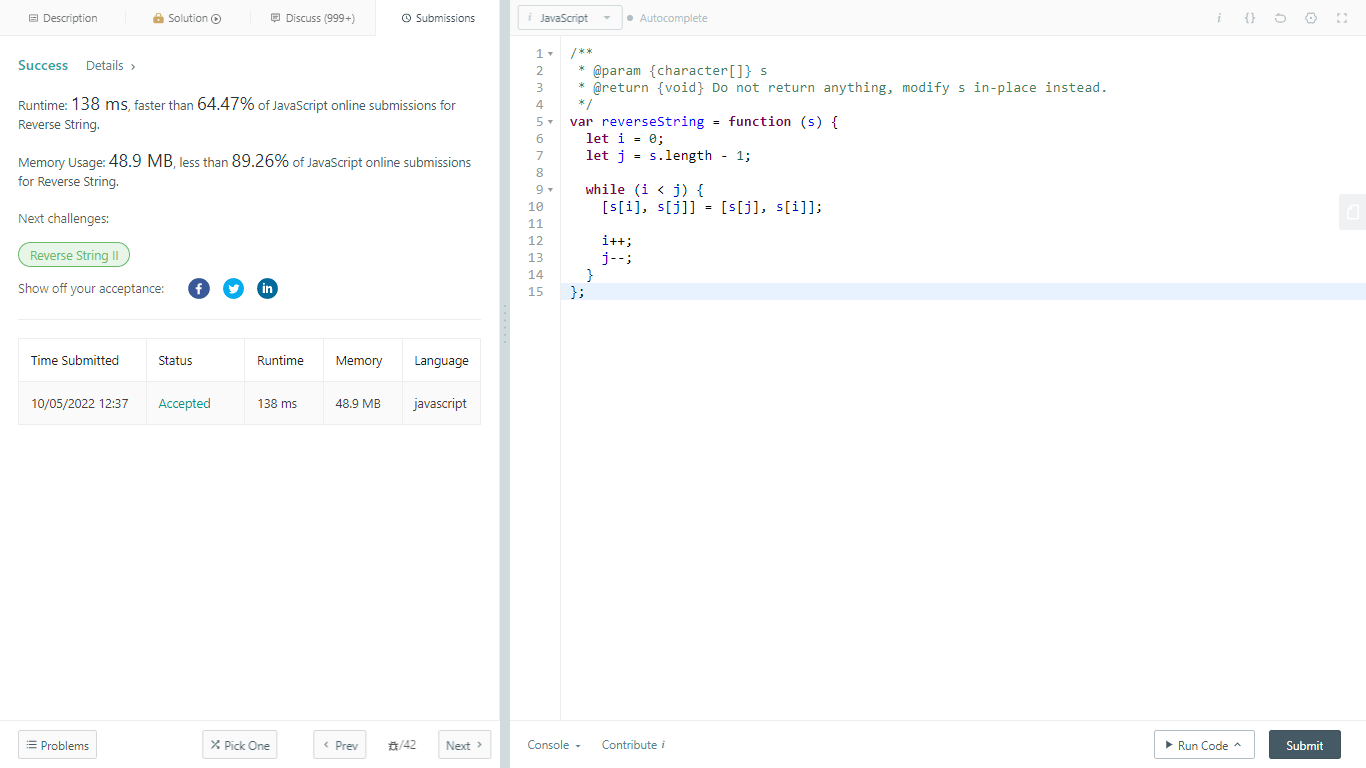 Description
Solution
Discuss (999+)
Submissions
Success
Details ›
Runtime: 138 ms, faster than 64.47% of JavaScript online submissions for
Reverse String.
Memory Usage: 48.9 MB, less than 89.26% of JavaScript online submissions
for Reverse String.
Next challenges:
Reverse String II
Show off your acceptance:
f
in
Time Submitted Status Runtime Memory Language
10/05/2022 12:37 Accepted 138 ms 48.9 MB javascript
Problems
Pick One
‹ Prev
/42
Next ›
i JavaScript
Autocomplete
i {}
1 /**
2  * @param {character[]} s
3  * @return {void} Do not return anything, modify s in-place instead.
4  */
5 var reverseString = function (s) {
6   let i = 0;
7   let j = s.length - 1;
8
9   while (i < j) {
10     [s[i], s[j]] = [s[j], s[i]];
11
12     i++;
13     j--;
14   }
15 };
Console
Contribute i
Run Code
Submit